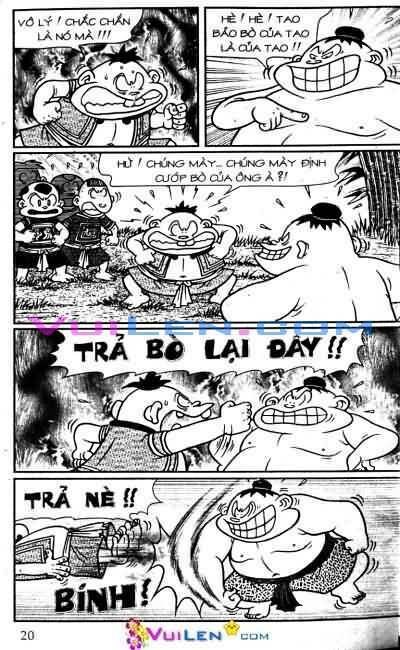 VÔ LÝ! CHẮC CHẮN
LÀ NÓ MÀ!!!
HÈ! HÈ! TAO
BẢO BÒ CỦA TAO
LÀ CỦA TAO!!
HỪ! CHÚNG MÀY... CHÚNG MÀY ĐỊNH
CƯỚP BÒ CỦA ÔNG À?!
VUILEN.COM
TRẢ BÒ LẠI ĐÂY!!
TRẢ NÈ!!
BÍNH!
20
VUILEN.COM